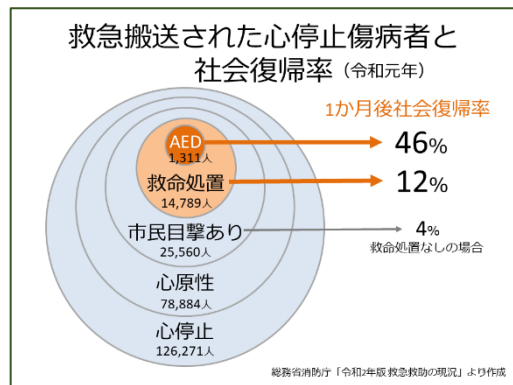 救急搬送された心停止傷病者と
社会復帰率（令和元年）
1か月後社会復帰率
AED
1,311人
46%
救命処置
14,789人
12%
市民目撃あり
25,560人
4%
救命処置なしの場合
心原性
78,884人
心停止
126,271人
総務省消防庁「令和2年版 救急救助の現況」より作成